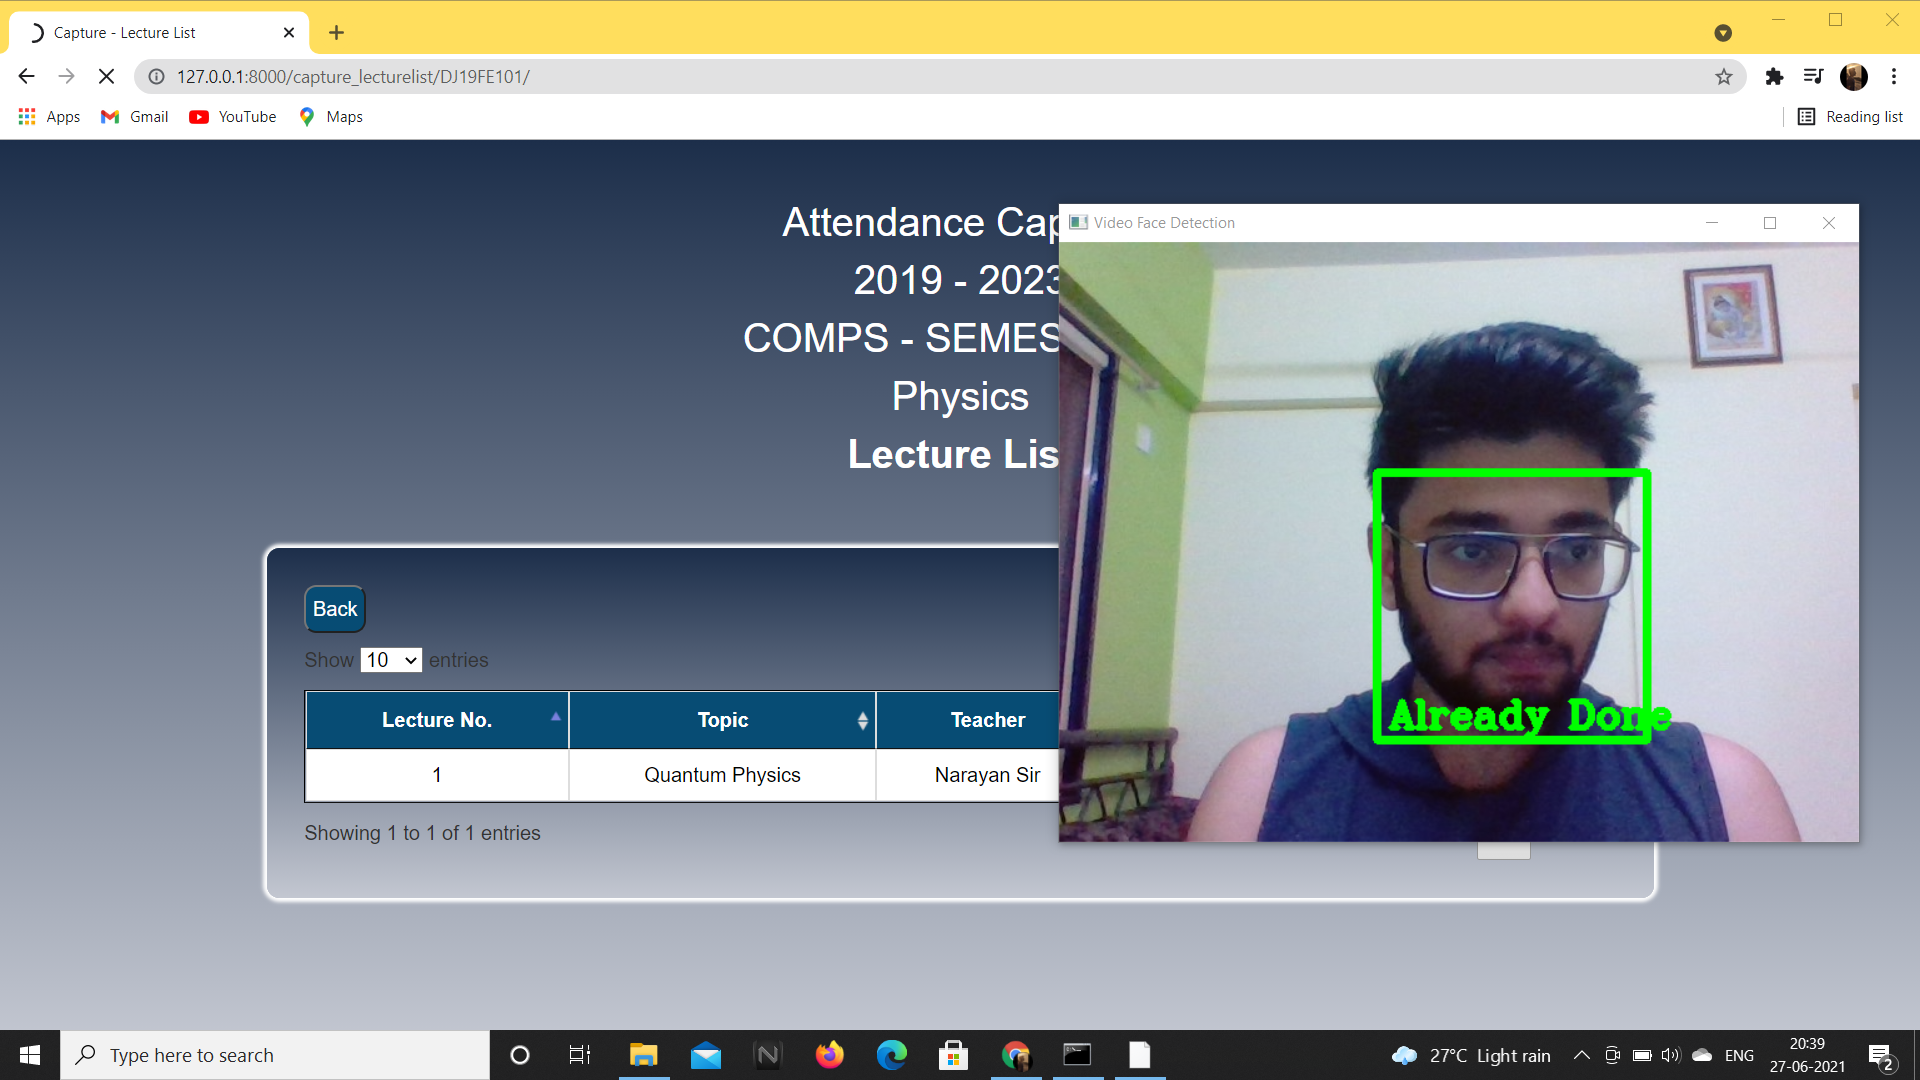 Capture - Lecture List
127.0.0.1:8000/capture_lecturelist/DJ19FE101/
Apps Gmail YouTube Maps Reading list
Attendance Cap
2019 - 2023
COMPS - SEMES
Physics
Lecture Lis
Video Face Detection
Already Done
Back
Show 10 entries
Lecture No. Topic Teacher
1 Quantum Physics Narayan Sir
Showing 1 to 1 of 1 entries
Type here to search
27°C Light rain
ENG
20:39
27-06-2021
2